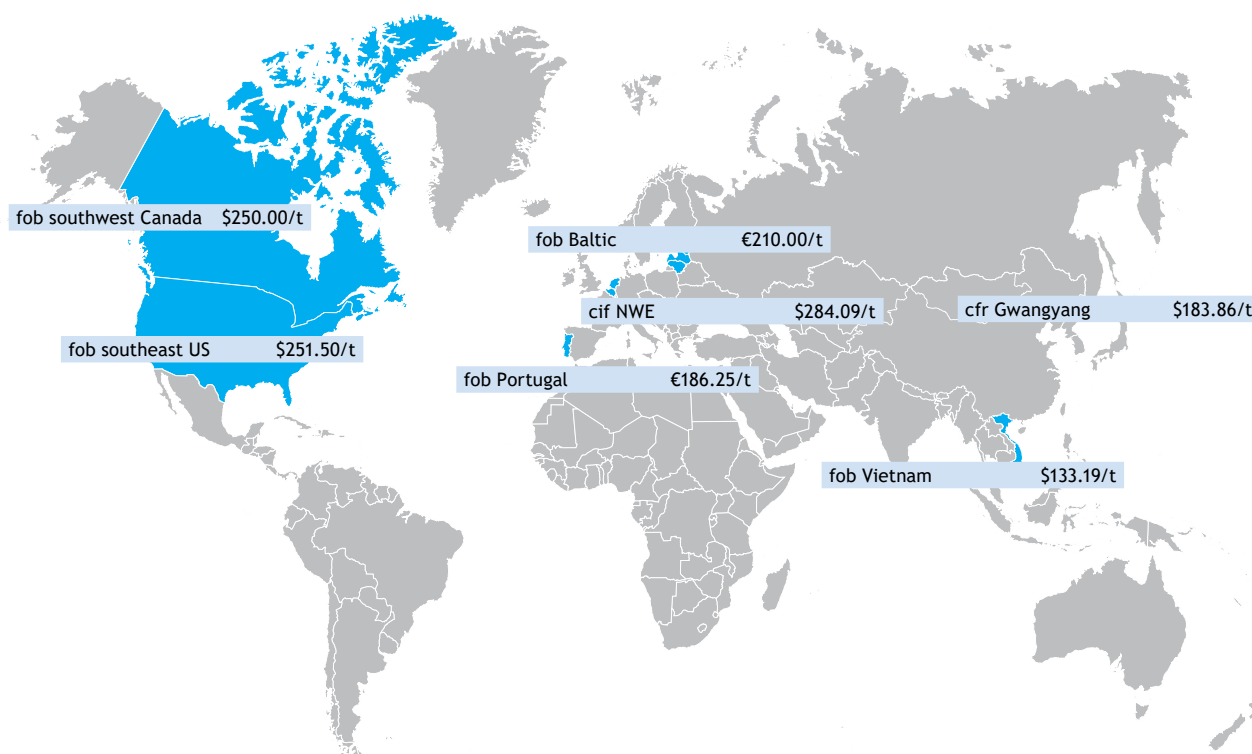 fob southwest Canada $250.00/t
fob Baltic €210.00/t
cif NWE $284.09/t
cfr Gwangyang $183.86/t
fob southeast US $251.50/t
fob Portugal €186.25/t
fob Vietnam $133.19/t